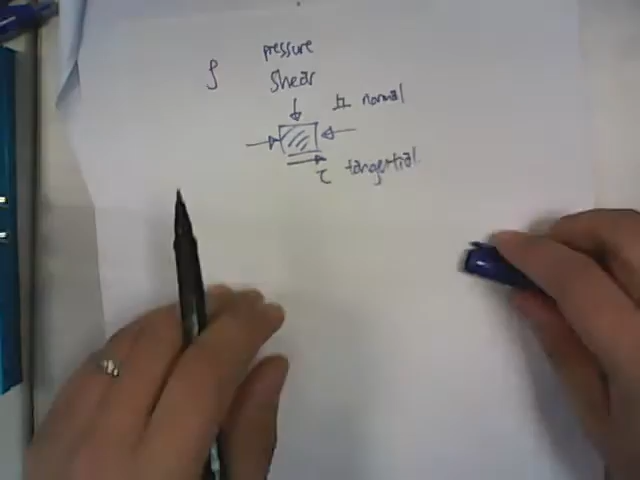 pressure
ρ shear
⊥ normal
τ tangential